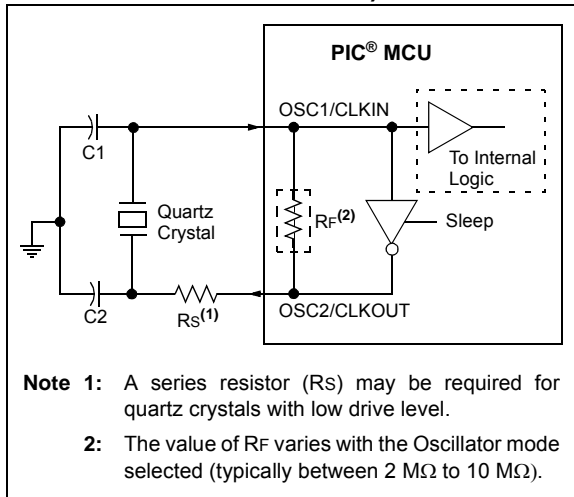 PIC® MCU
OSC1/CLKIN
C1
To Internal
Logic
Quartz
Crystal
RF(2)
Sleep
C2
RS(1)
OSC2/CLKOUT
Note 1: A series resistor (RS) may be required for
quartz crystals with low drive level.
2: The value of RF varies with the Oscillator mode
selected (typically between 2 MΩ to 10 MΩ).